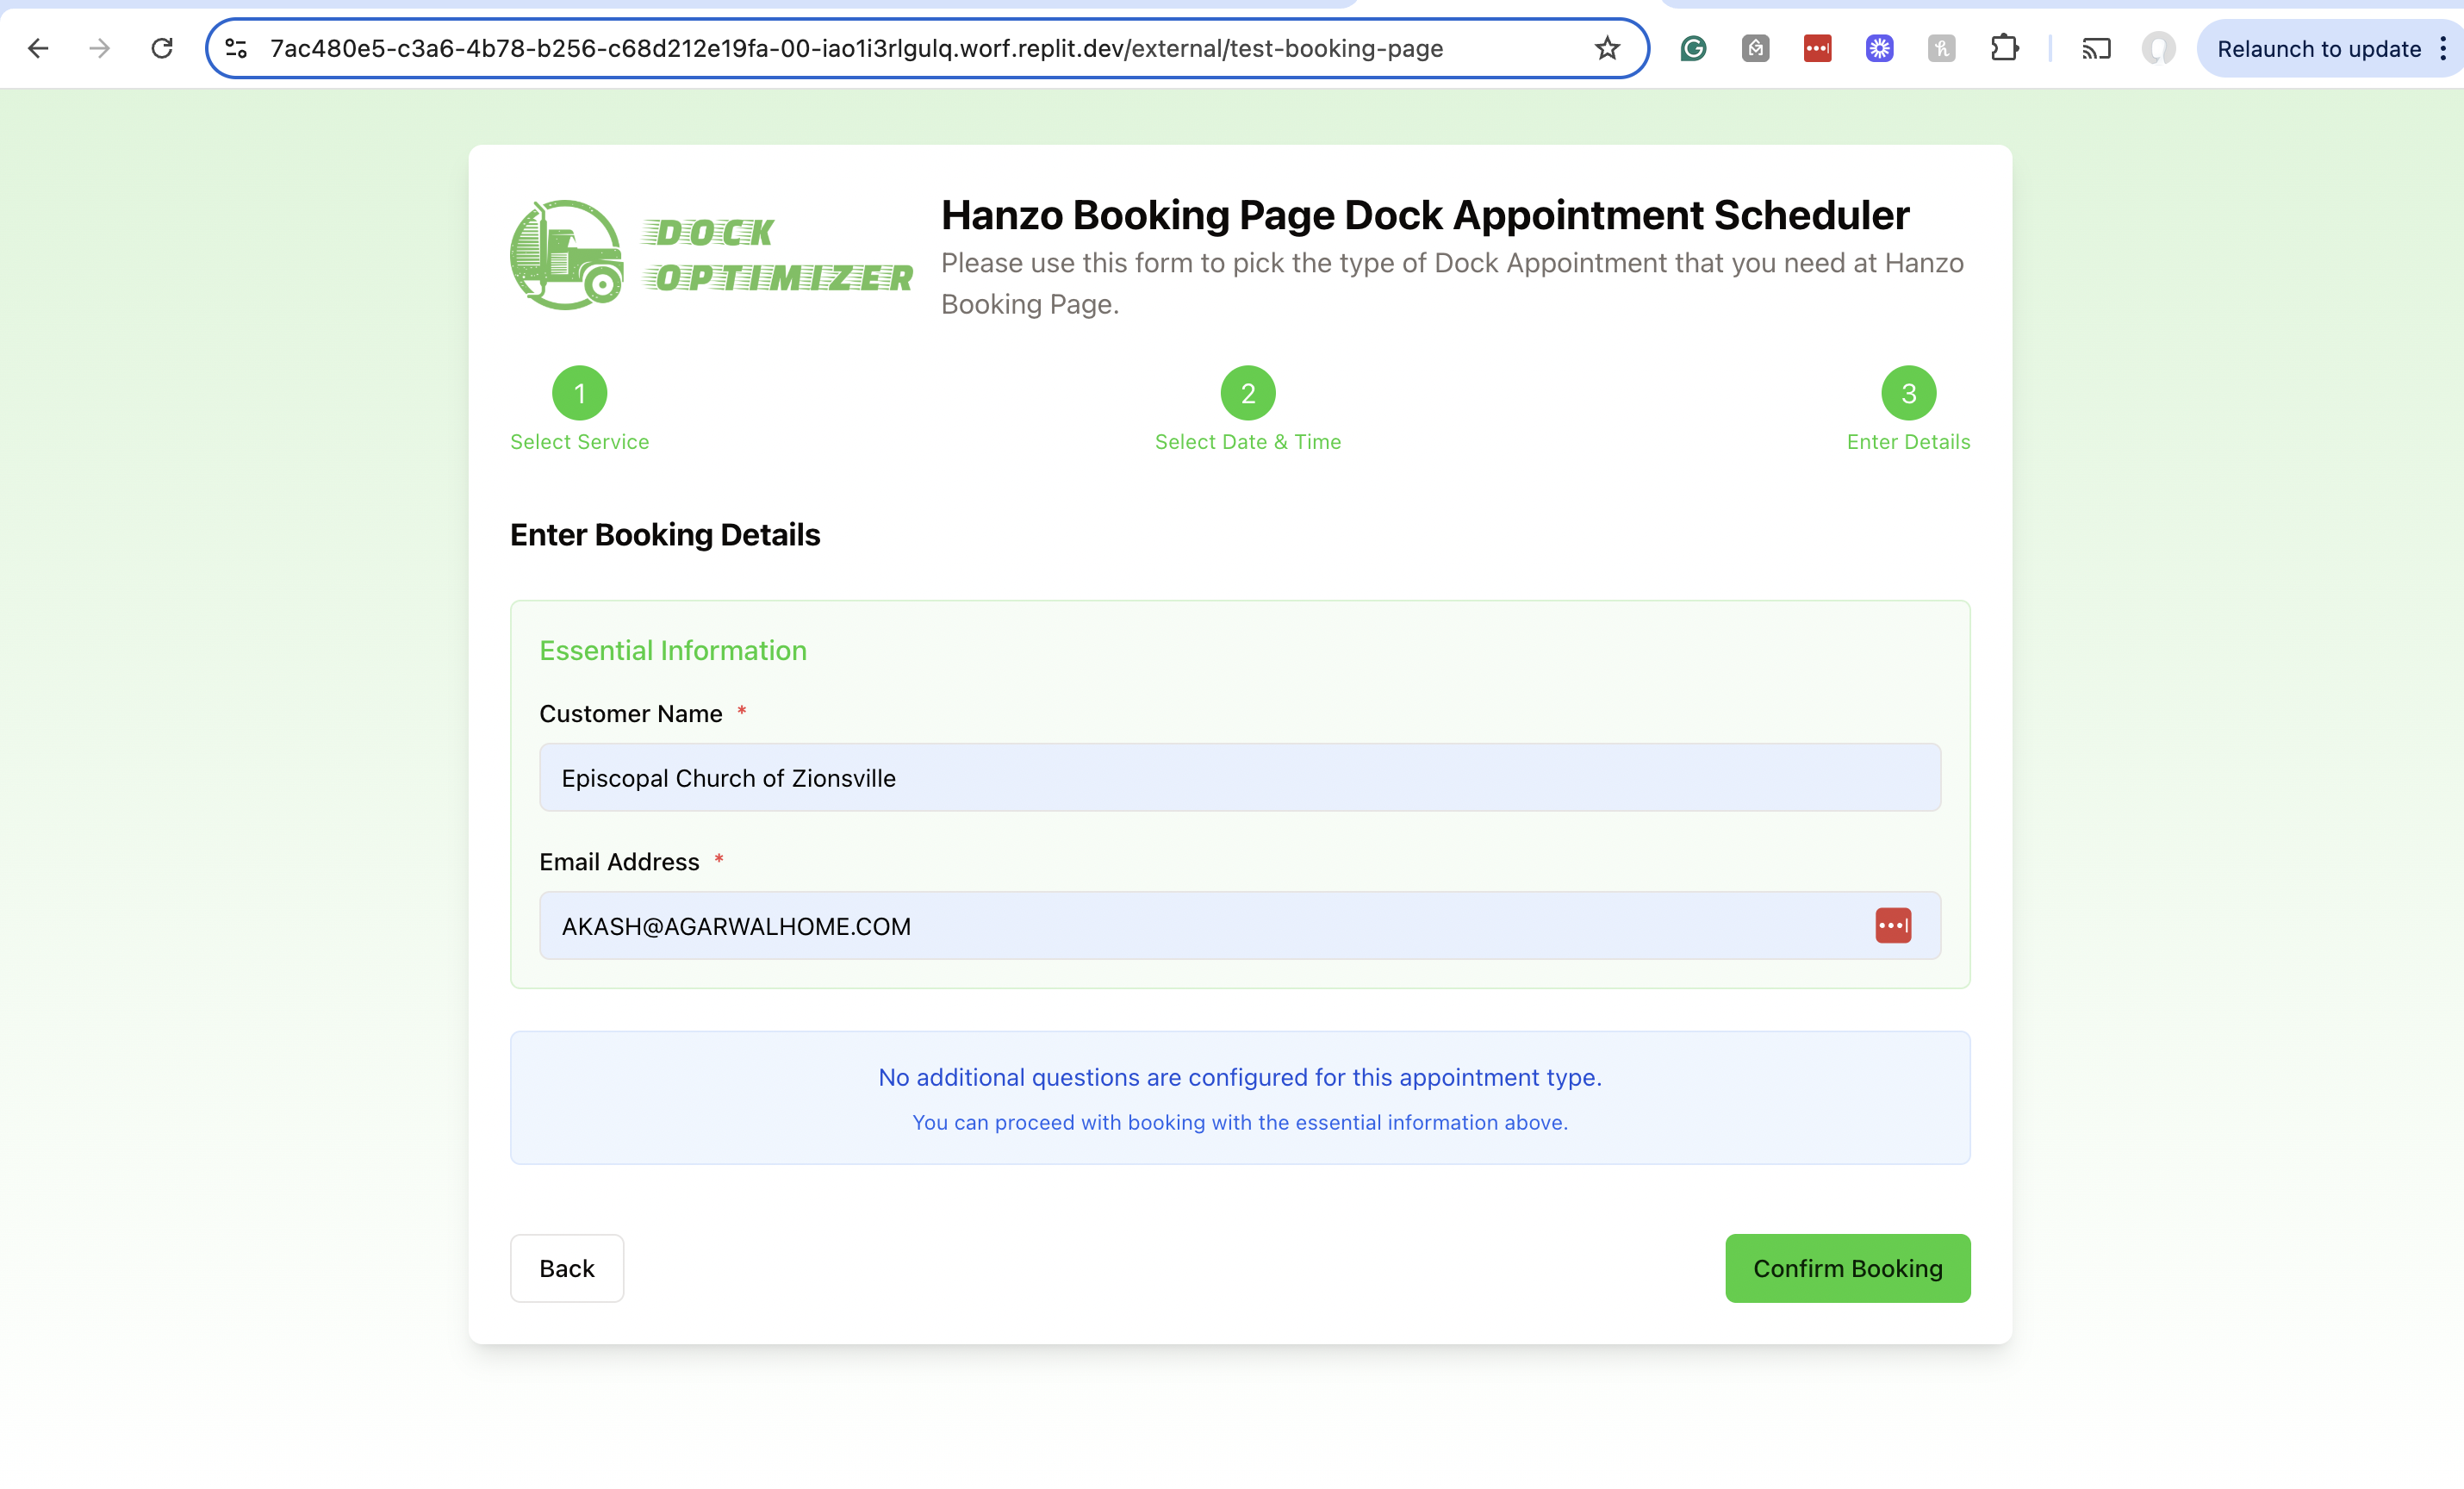 7ac480e5-c3a6-4b78-b256-c68d212e19fa-00-iao1i3rlgulq.worf.replit.dev/external/test-booking-page
Relaunch to update
DOCK
OPTIMIZER
Hanzo Booking Page Dock Appointment Scheduler
Please use this form to pick the type of Dock Appointment that you need at Hanzo
Booking Page.
1
2
3
Select Service
Select Date & Time
Enter Details
Enter Booking Details
Essential Information
Customer Name *
Episcopal Church of Zionsville
Email Address *
AKASH@AGARWALHOME.COM
No additional questions are configured for this appointment type.
You can proceed with booking with the essential information above.
Back
Confirm Booking